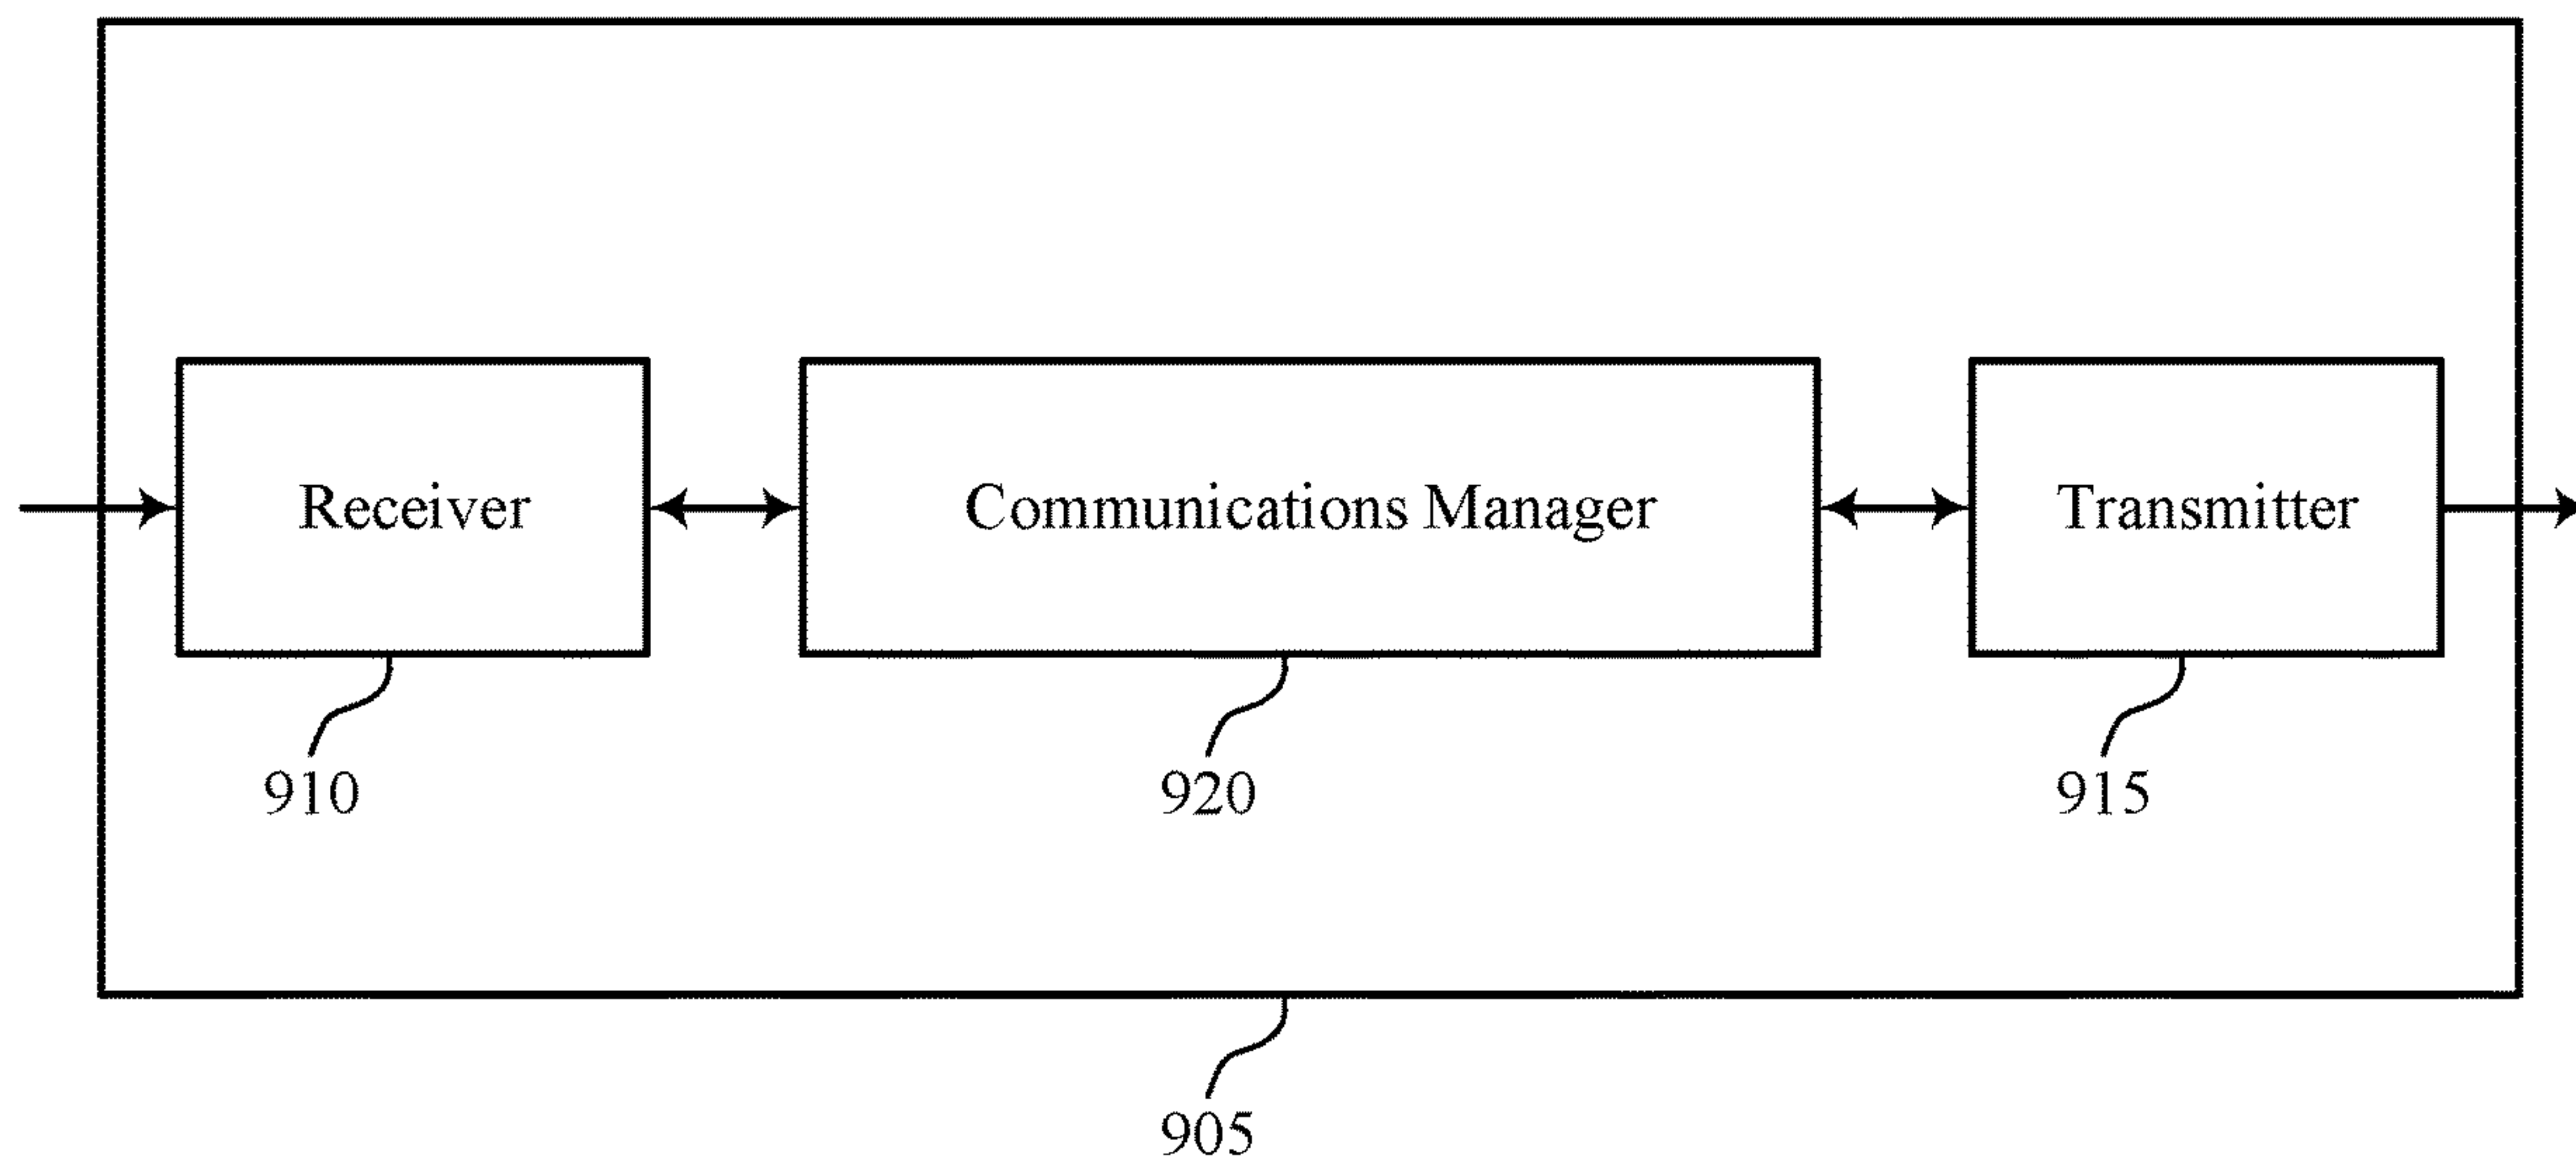 Receiver
Communications Manager
Transmitter
910
920
915
905